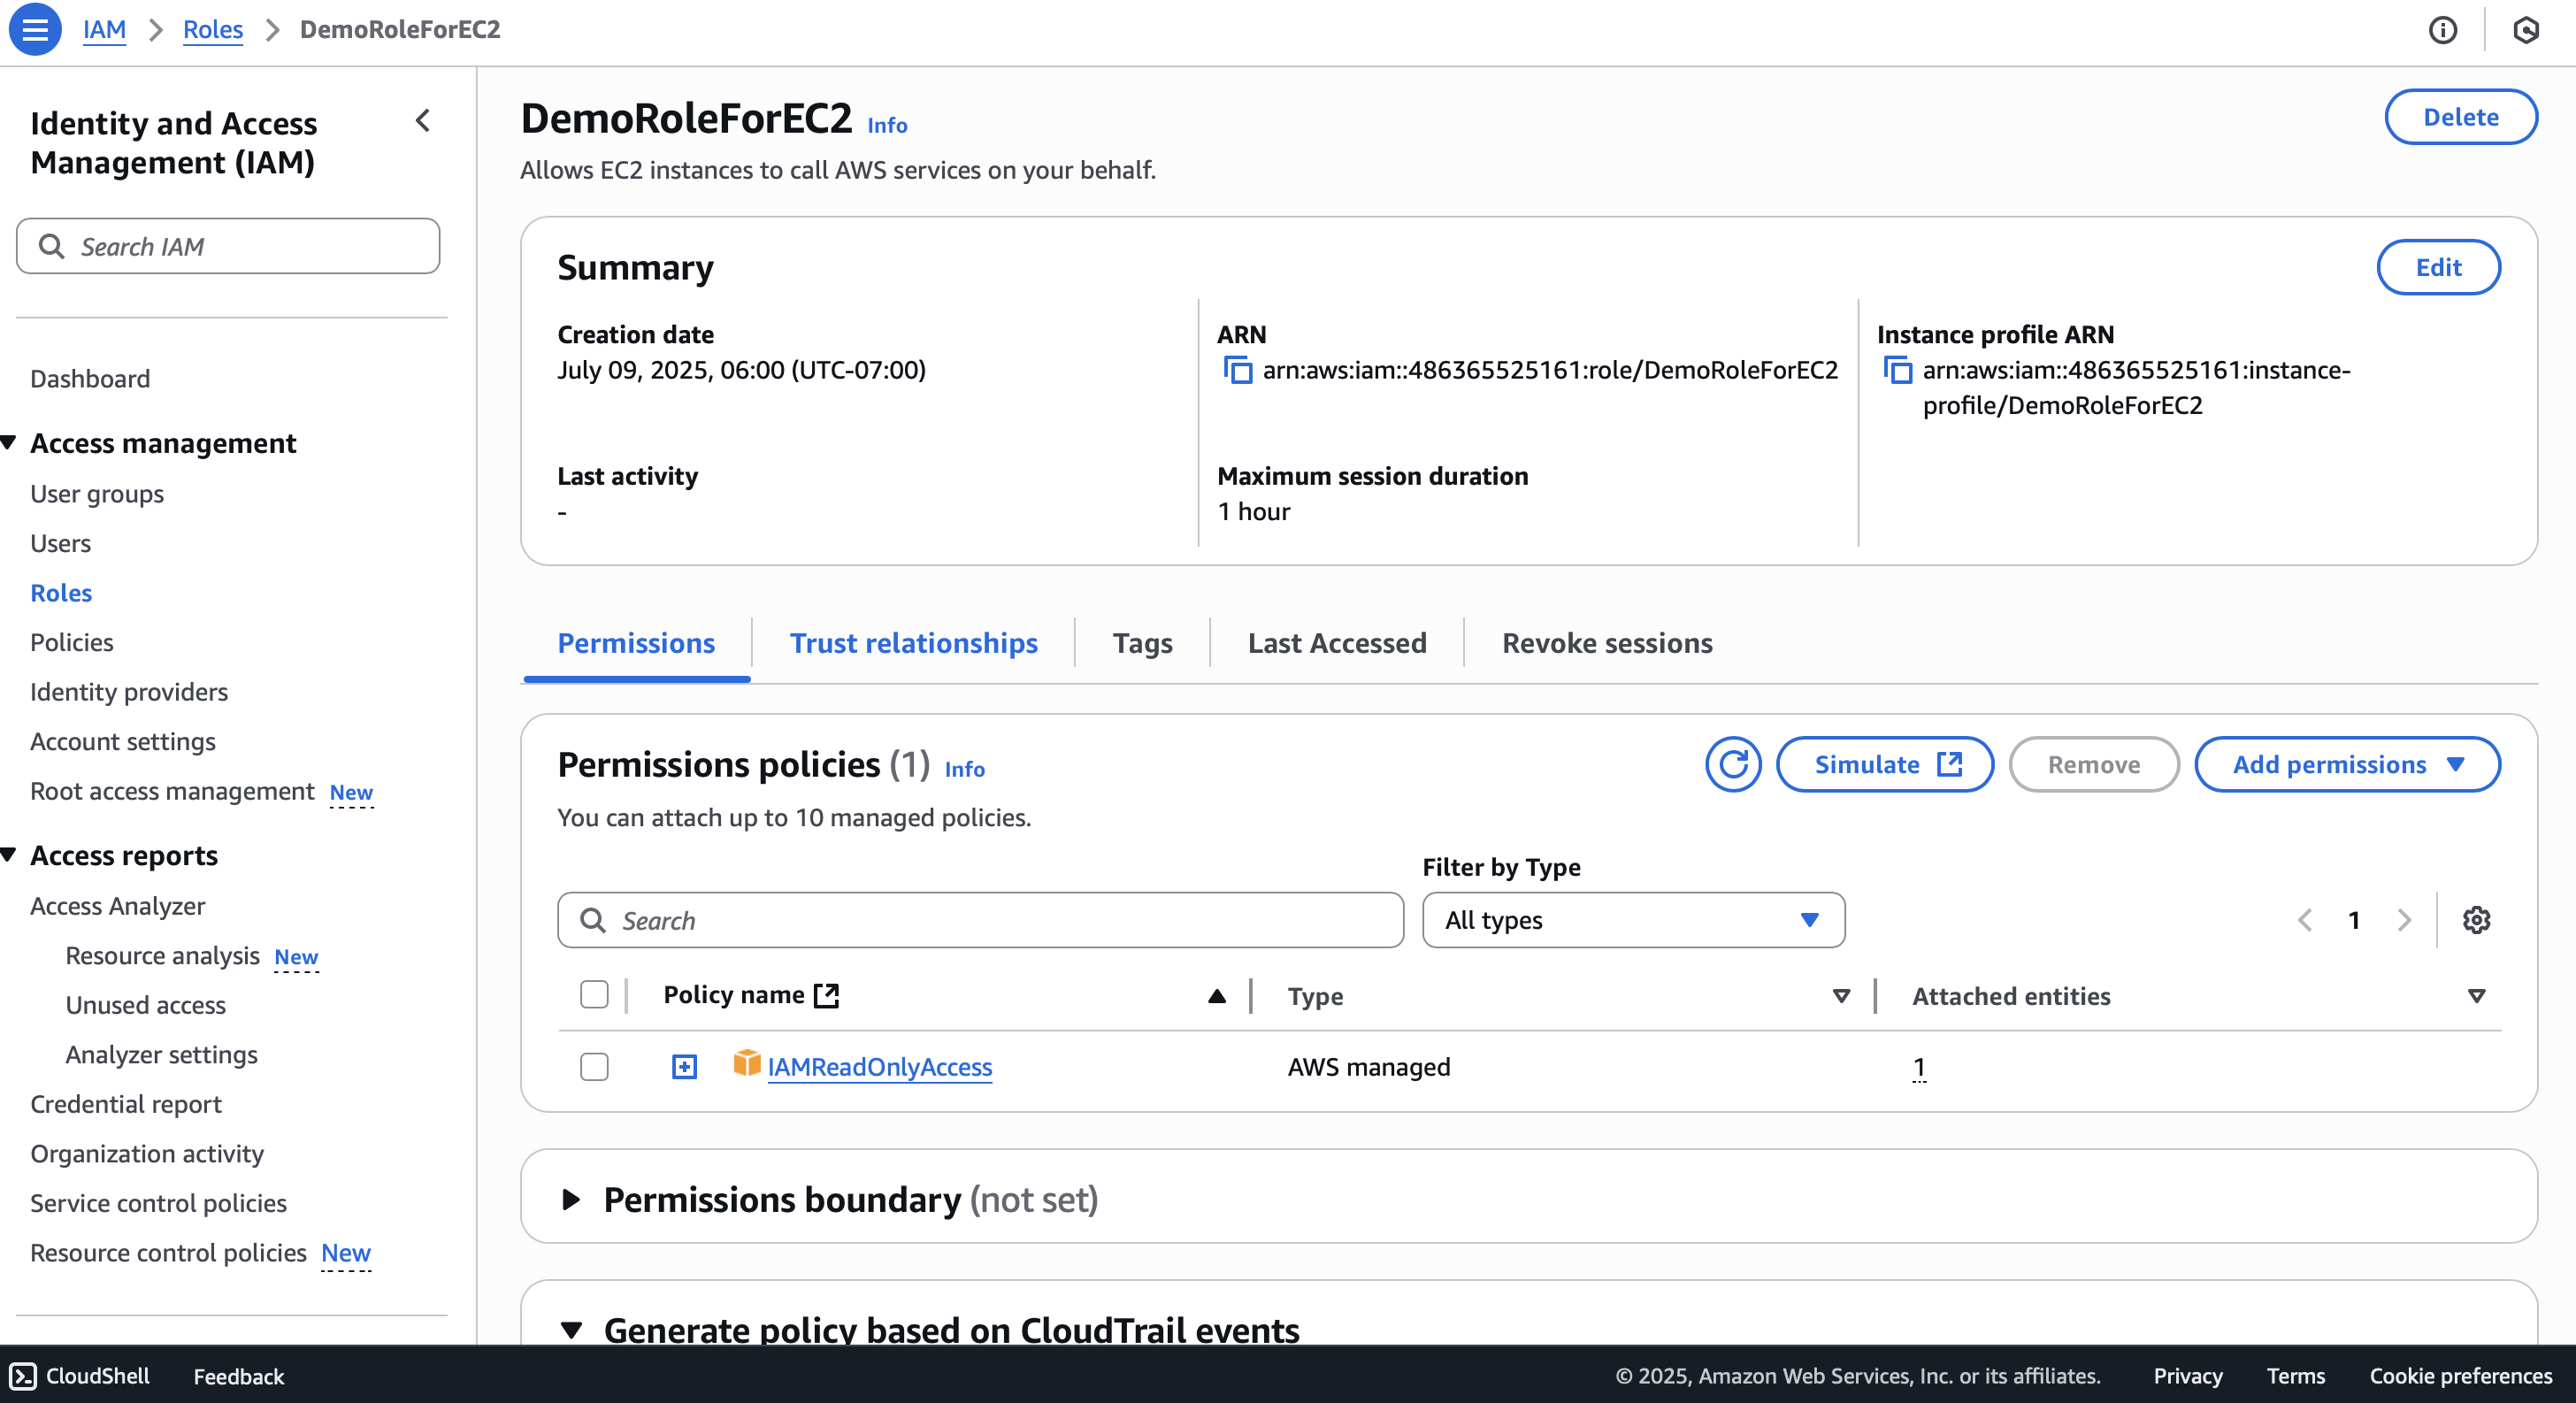 IAM
Roles
DemoRoleForEC2
Identity and Access
Management (IAM)
Search IAM
Dashboard
Access management
User groups
Users
Roles
Policies
Identity providers
Account settings
Root access management New
Access reports
Access Analyzer
Resource analysis New
Unused access
Analyzer settings
Credential report
Organization activity
Service control policies
Resource control policies New
DemoRoleForEC2 Info
Delete
Allows EC2 instances to call AWS services on your behalf.
Summary
Edit
Creation date
July 09, 2025, 06:00 (UTC-07:00)
ARN
arn:aws:iam::486365525161:role/DemoRoleForEC2
Instance profile ARN
arn:aws:iam::486365525161:instance-
profile/DemoRoleForEC2
Last activity
-
Maximum session duration
1 hour
Permissions
Trust relationships
Tags
Last Accessed
Revoke sessions
Permissions policies (1) Info
Simulate
Remove
Add permissions
You can attach up to 10 managed policies.
Filter by Type
Search
All types
1
Policy name
Type
Attached entities
IAMReadOnlyAccess
AWS managed
1
Permissions boundary (not set)
Generate policy based on CloudTrail events
CloudShell
Feedback
© 2025, Amazon Web Services, Inc. or its affiliates.
Privacy
Terms
Cookie preferences